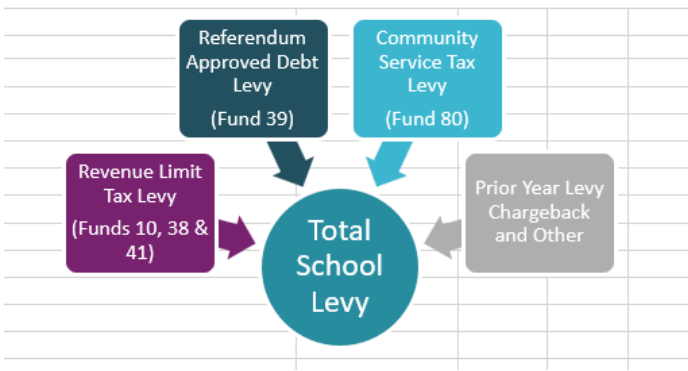 Referendum
Approved Debt
Levy
(Fund 39)
Community
Service Tax
Levy
(Fund 80)
Revenue Limit
Tax Levy
(Funds 10, 38 &
41)
Prior Year Levy
Chargeback
and Other
Total
School
Levy